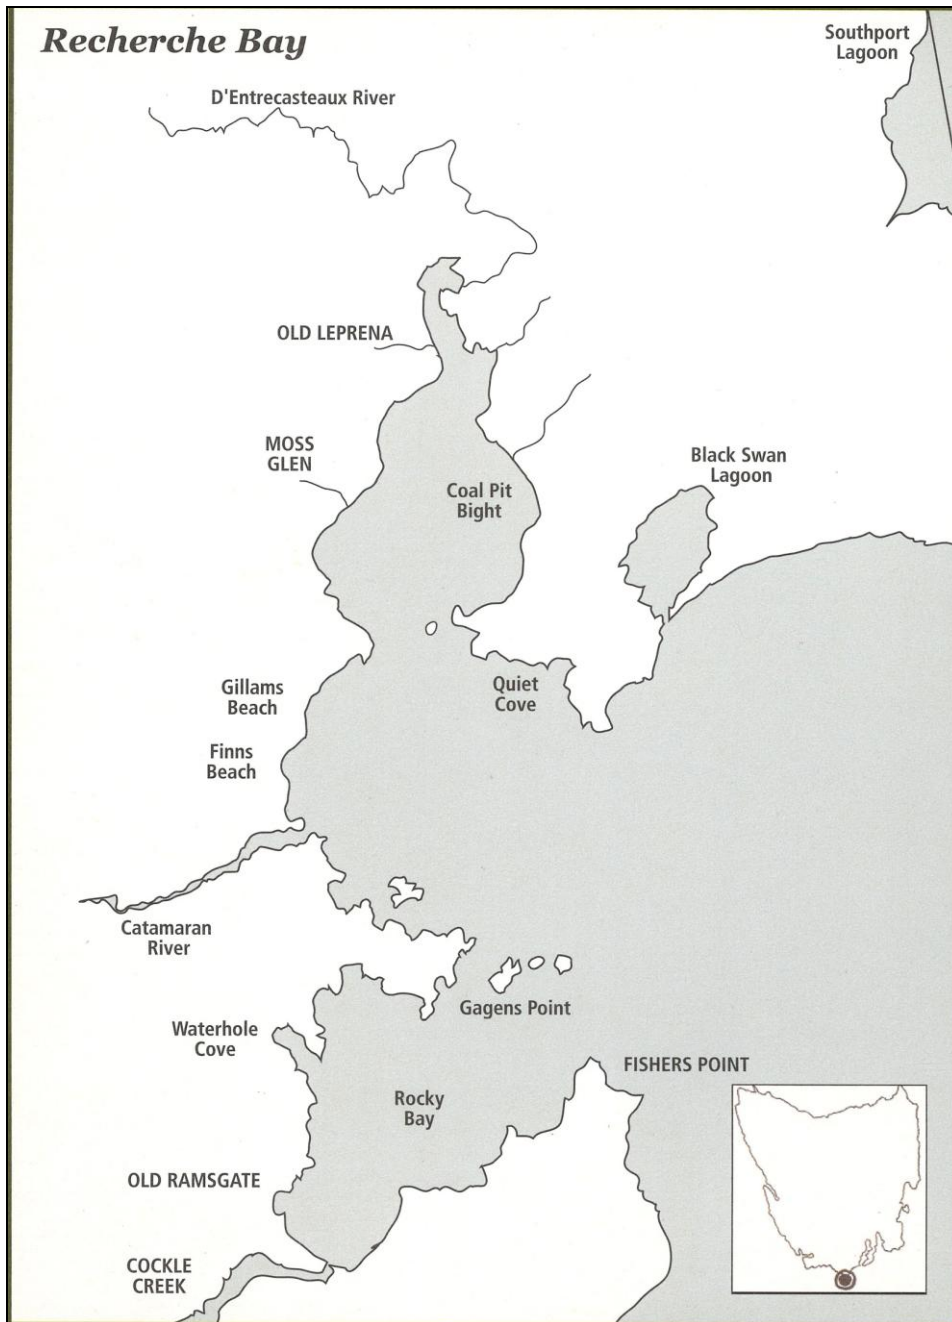 Recherche Bay
Southport
Lagoon
D'Entrecasteaux River
OLD LEPRENA
MOSS
GLEN
Black Swan
Lagoon
Coal Pit
Bight
Gillams
Beach
Quiet
Cove
Finns
Beach
Catamaran
River
Gagens Point
Waterhole
Cove
FISHERS POINT
Rocky
Bay
OLD RAMSGATE
COCKLE
CREEK